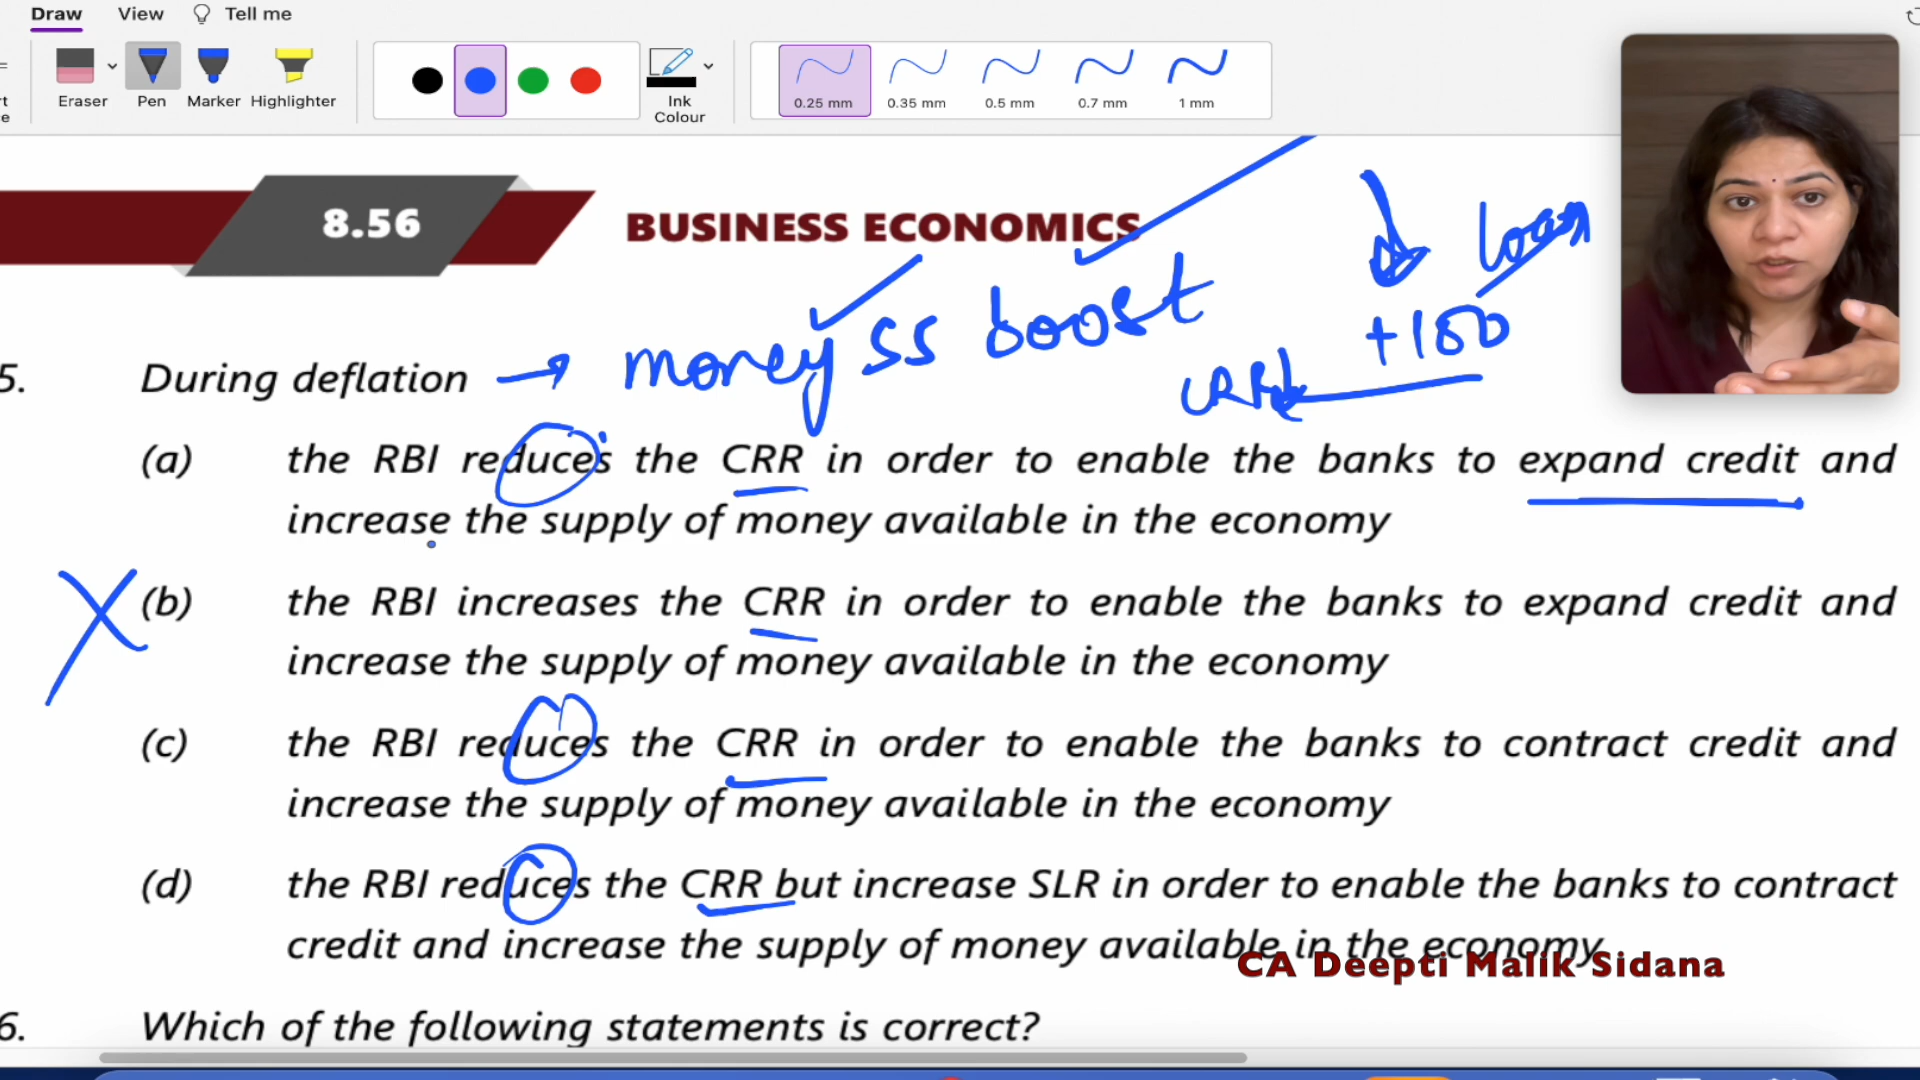 Draw View Tell me
Eraser Pen Marker Highlighter Ink Colour 0.25 mm 0.35 mm 0.5 mm 0.7 mm 1 mm
8.56 BUSINESS ECONOMICS
loan
money ss boost
+100
CRR
5. During deflation →
(a) the RBI reduces the CRR in order to enable the banks to expand credit and
increase the supply of money available in the economy
(b) the RBI increases the CRR in order to enable the banks to expand credit and
increase the supply of money available in the economy
(c) the RBI reduces the CRR in order to enable the banks to contract credit and
increase the supply of money available in the economy
(d) the RBI reduces the CRR but increase SLR in order to enable the banks to contract
credit and increase the supply of money available in the economy
CA Deepti Malik Sidana
6. Which of the following statements is correct?